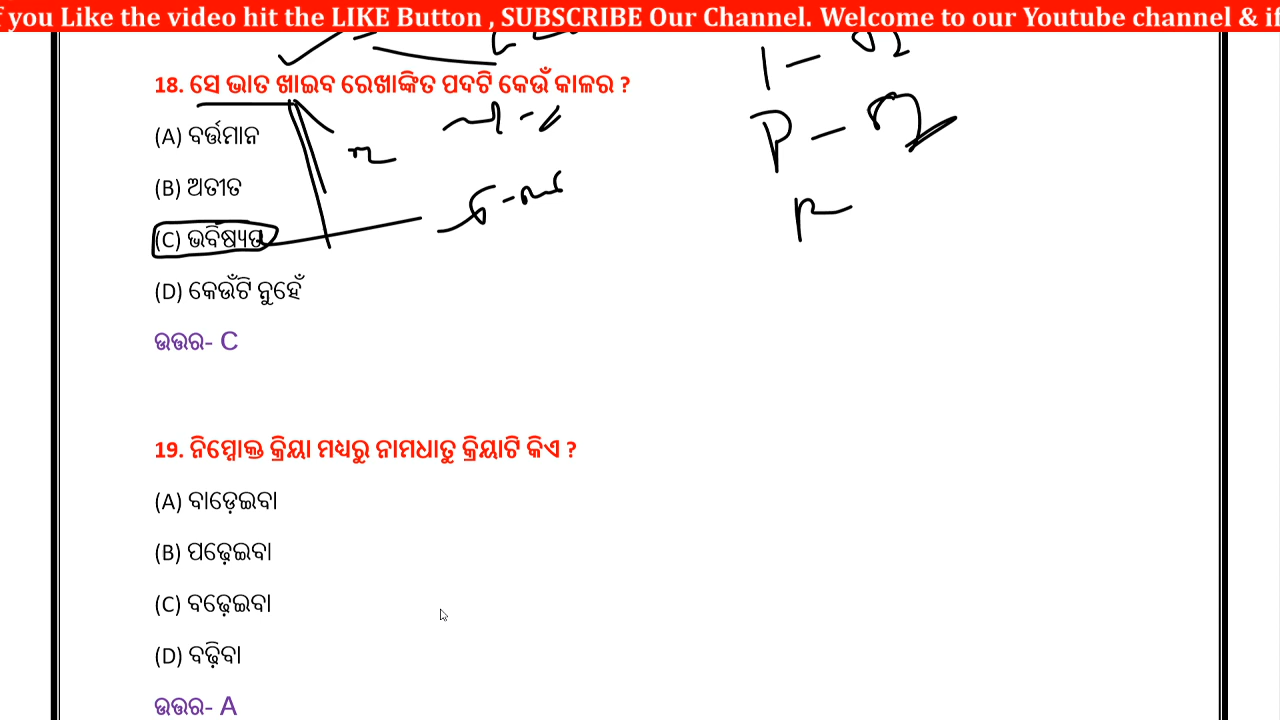 f you Like the video hit the LIKE Button , SUBSCRIBE Our Channel. Welcome to our Youtube channel & if
18. ସେ ଭାତ ଖାଇବ ରେଖାଙ୍କିତ ପଦଟି କେଉଁ କାଳର ?
(A) ବର୍ତ୍ତମାନ
(B) ଅତୀତ
(C) ଭବିଷ୍ୟତ
(D) କେଉଁଟି ନୁହେଁ
ଉତ୍ତର- C
19. ନିମ୍ନୋକ୍ତ କ୍ରିୟା ମଧ୍ୟରୁ ନାମଧାତୁ କ୍ରିୟାଟି କିଏ ?
(A) ବାଡ଼େଇବା
(B) ପଢ଼େଇବା
(C) ବଢ଼େଇବା
(D) ବଢ଼ିବା
ଉତ୍ତର- A